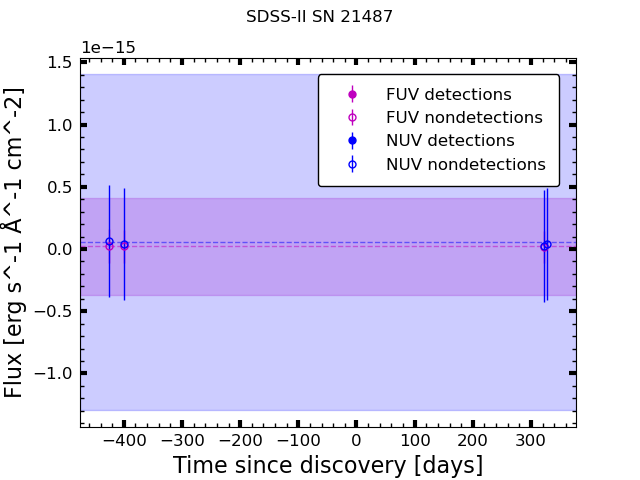 SDSS-II SN 21487
1e−15
1.5
1.0
0.5
0.0
−0.5
−1.0
Flux [erg s^-1 Å^-1 cm^-2]
FUV detections
FUV nondetections
NUV detections
NUV nondetections
−400 −300 −200 −100 0 100 200 300
Time since discovery [days]